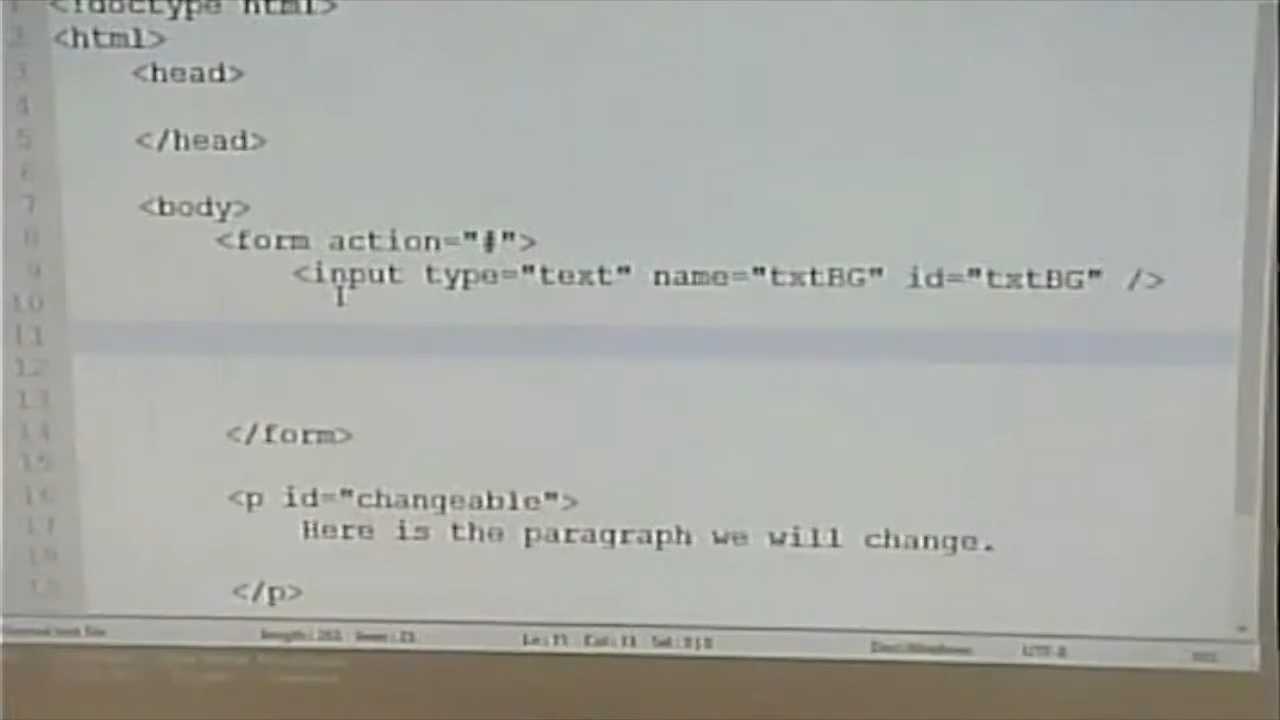 <!doctype html>
<html>
<head>
</head>
<body>
<form action="#">
<input type="text" name="txtBG" id="txtBG" />
</form>
<p id="changeable">
Here is the paragraph we will change.
</p>